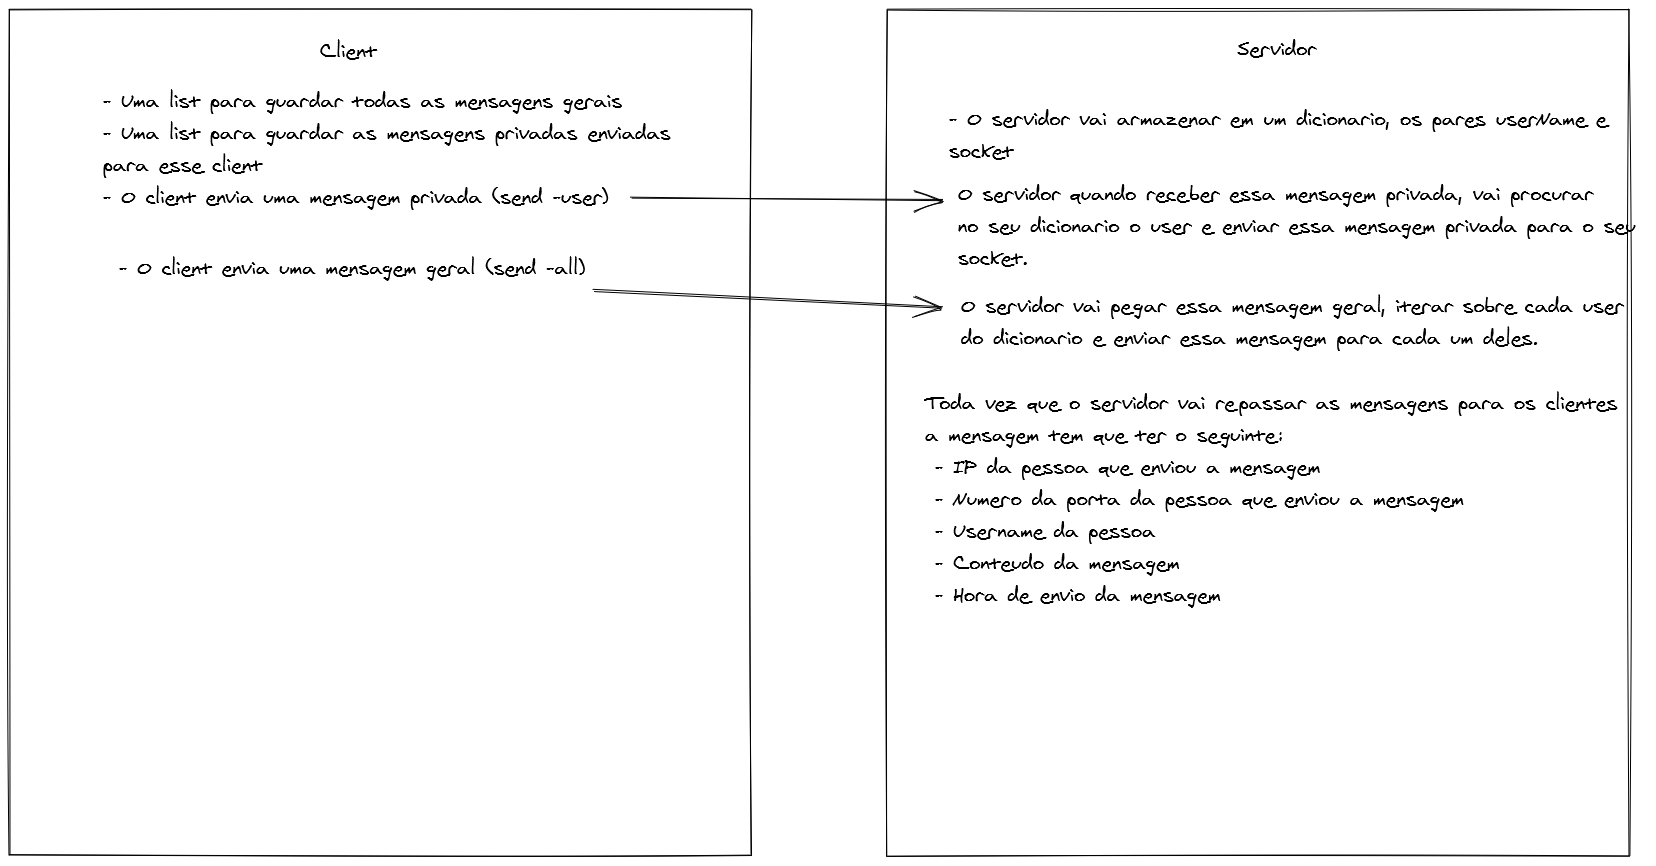 Client
- Uma list para guardar todas as mensagens gerais
- Uma list para guardar as mensagens privadas enviadas
para esse client
- O client envia uma mensagem privada (send -user)
- O client envia uma mensagem geral (send -all)
Servidor
- O servidor vai armazenar em um dicionario, os pares userName e
socket
O servidor quando receber essa mensagem privada, vai procurar
no seu dicionario o user e enviar essa mensagem privada para o seu
socket.
O servidor vai pegar essa mensagem geral, iterar sobre cada user
do dicionario e enviar essa mensagem para cada um deles.
Toda vez que o servidor vai repassar as mensagens para os clientes
a mensagem tem que ter o seguinte:
- IP da pessoa que enviou a mensagem
- Numero da porta da pessoa que enviou a mensagem
- Username da pessoa
- Conteudo da mensagem
- Hora de envio da mensagem